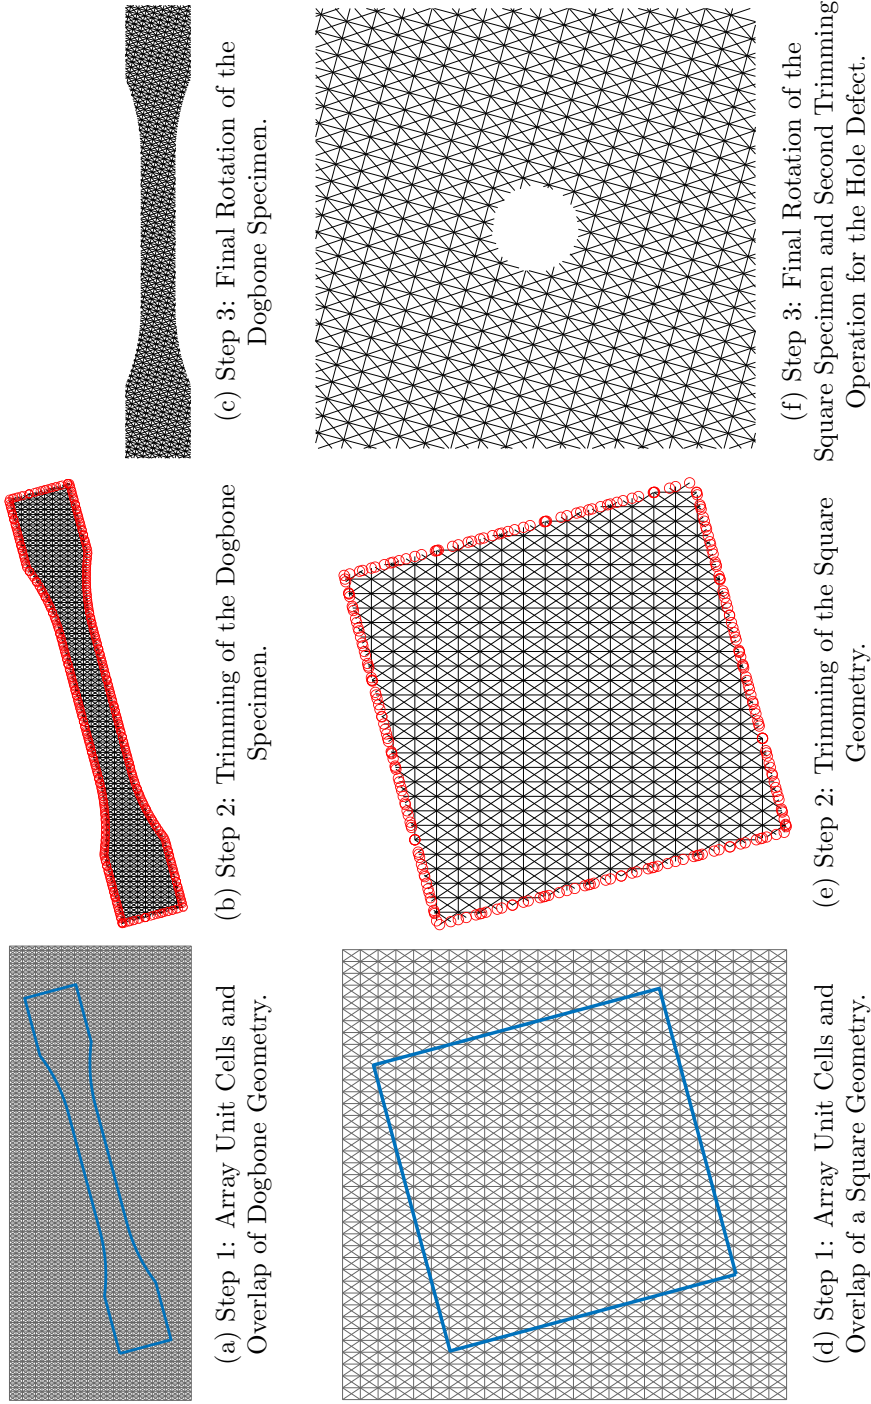 (a) Step 1: Array Unit Cells and
Overlap of Dogbone Geometry.
(b) Step 2: Trimming of the Dogbone
Specimen.
(c) Step 3: Final Rotation of the
Dogbone Specimen.
(d) Step 1: Array Unit Cells and
Overlap of a Square Geometry.
(e) Step 2: Trimming of the Square
Geometry.
(f) Step 3: Final Rotation of the
Square Specimen and Second Trimming
Operation for the Hole Defect.